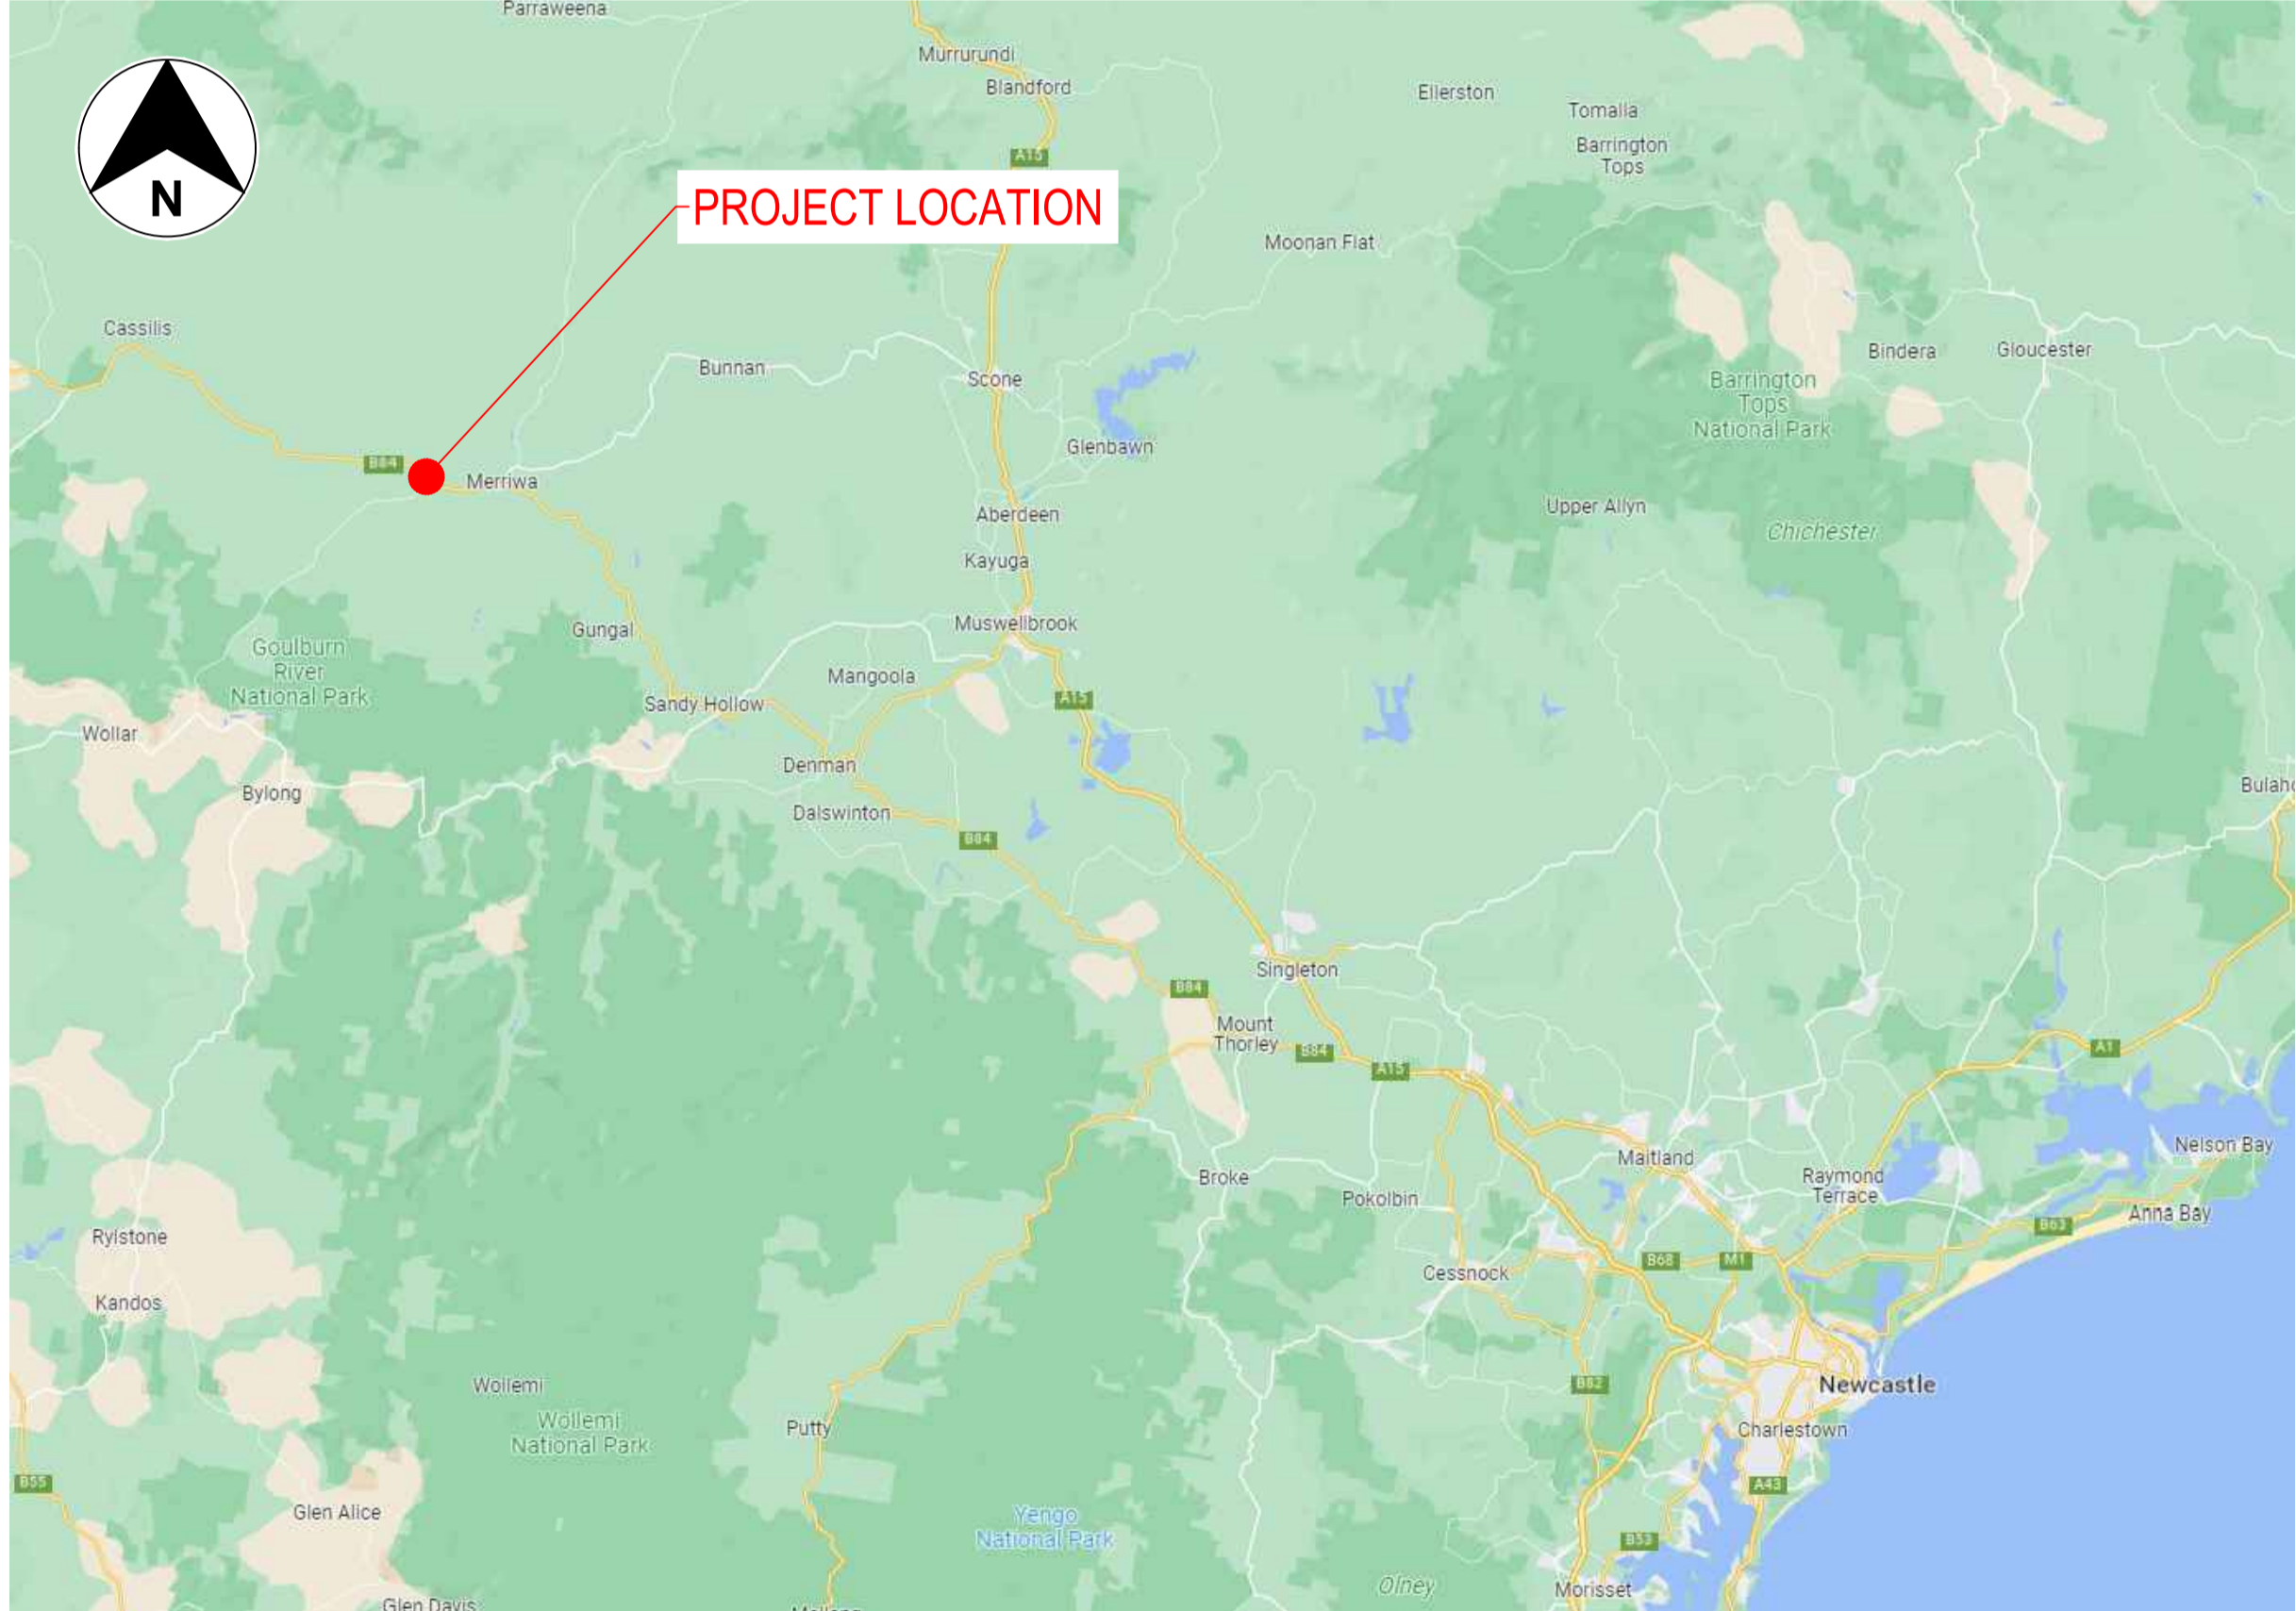 Parraweena
Murrurundi
Blandford
Ellerston
Tomalla
Barrington
Tops
A15
N
PROJECT LOCATION
Moonan Flat
Cassilis
Bunnan
Scone
Bindera
Gloucester
Barrington
Tops
National Park
Glenbawn
B84
Merriwa
Aberdeen
Upper Allyn
Chichester
Kayuga
Muswellbrook
Gungal
Goulburn
River
National Park
Mangoola
Sandy Hollow
A15
Wollar
Denman
Bylong
Bulah
Dalswinton
B84
Singleton
B84
Mount
Thorley
B84
A15
A1
Nelson Bay
Maitland
Broke
Raymond
Terrace
Pokolbin
Anna Bay
B63
Rylstone
B68
M1
Cessnock
Kandos
Wollemi
B82
Newcastle
Wollemi
National Park
Putty
Charlestown
B55
A43
Glen Alice
Yengo
National Park
B53
Olney
Morisset
Glen Davis